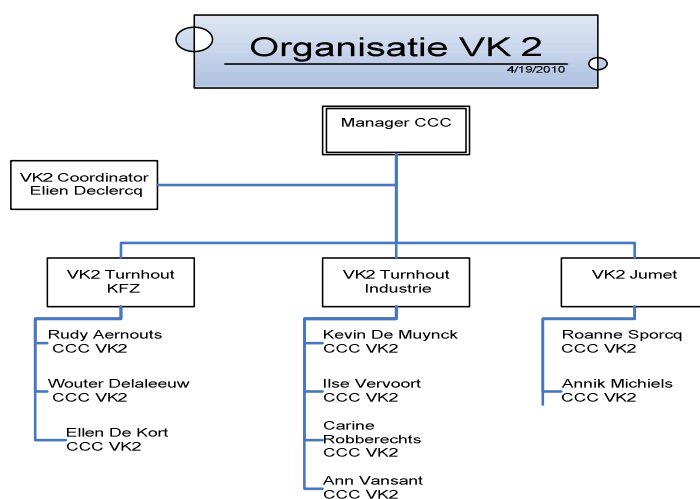 Organisatie VK 2
4/19/2010
Manager CCC
VK2 Coordinator
Elien Declercq
VK2 Turnhout
KFZ
VK2 Turnhout
Industrie
VK2 Jumet
Rudy Aernouts
CCC VK2
Wouter Delaleeuw
CCC VK2
Ellen De Kort
CCC VK2
Kevin De Muynck
CCC VK2
Ilse Vervoort
CCC VK2
Carine
Robberechts
CCC VK2
Ann Vansant
CCC VK2
Roanne Sporcq
CCC VK2
Annik Michiels
CCC VK2